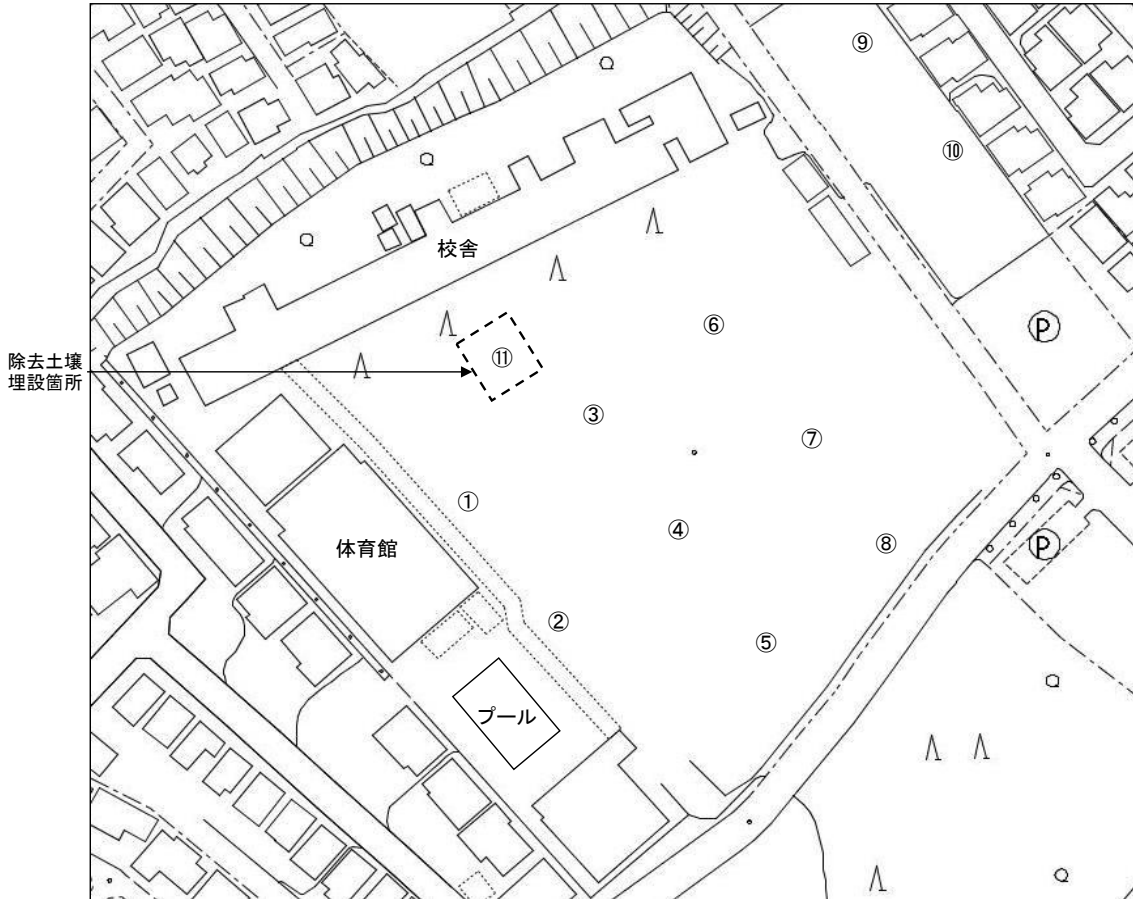 ⑨
⑩
校舎
Ⓟ
⑥
⑪
除去土壌
埋設箇所
③
⑦
①
④
体育館
⑧
Ⓟ
②
⑤
プール